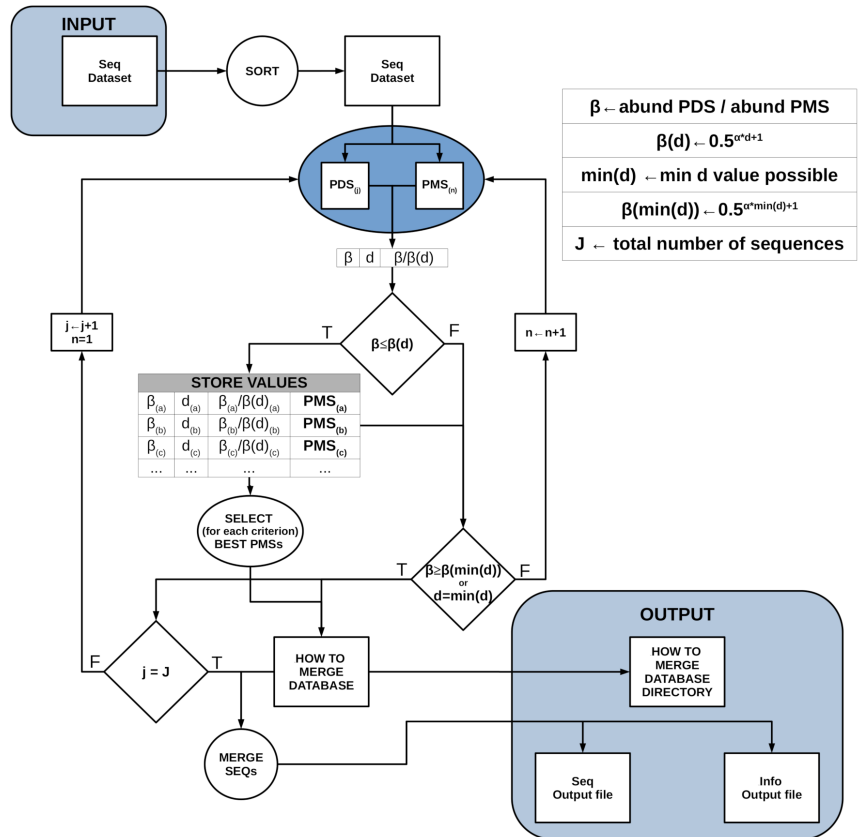 INPUT
Seq
Dataset
SORT
Seq
Dataset
β←abund PDS / abund PMS
β(d)←0.5^α*d+1
min(d) ←min d value possible
β(min(d))←0.5^α*min(d)+1
J ← total number of sequences
PDS(j)
PMS(n)
β d β/β(d)
j←j+1
n=1
n←n+1
T
F
β≤β(d)
STORE VALUES
β(a) d(a) β(a)/β(d)(a) PMS(a)
β(b) d(b) β(b)/β(d)(b) PMS(b)
β(c) d(c) β(c)/β(d)(c) PMS(c)
... ... ... ...
SELECT
(for each criterion)
BEST PMSs
T
β≥β(min(d))
or
d=min(d)
F
F
j = J
T
HOW TO
MERGE
DATABASE
MERGE
SEQs
OUTPUT
HOW TO
MERGE
DATABASE
DIRECTORY
Seq
Output file
Info
Output file